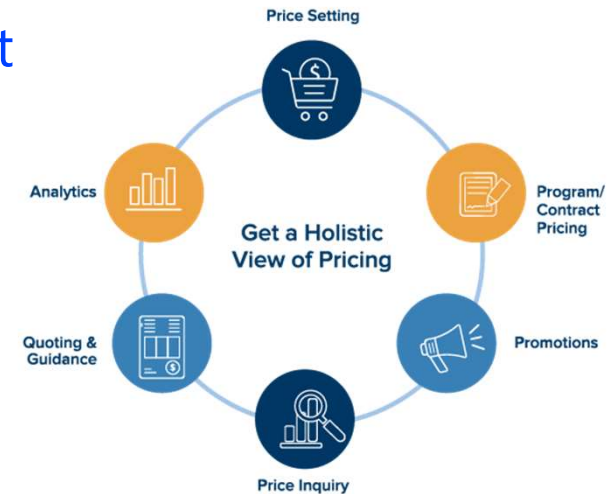 t
Price Setting
Analytics
Program/
Contract
Pricing
Get a Holistic
View of Pricing
Quoting &
Guidance
Promotions
Price Inquiry